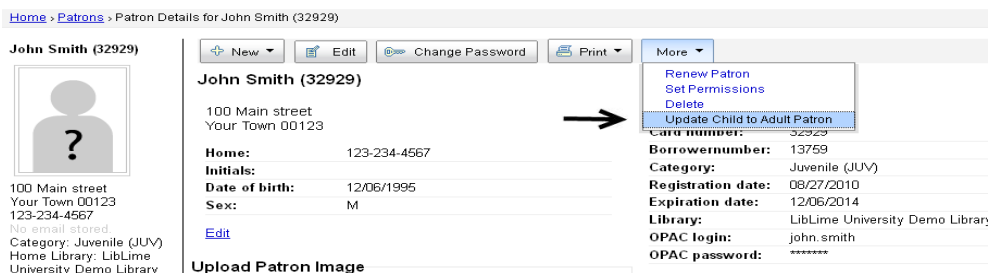 Home › Patrons › Patron Details for John Smith (32929)
John Smith (32929)
?
100 Main street
Your Town 00123
123-234-4567
No email stored.
Category: Juvenile (JUV)
Home Library: LibLime
University Demo Library
New Edit Change Password Print More
Renew Patron
Set Permissions
Delete
Update Child to Adult Patron
John Smith (32929)
100 Main street
Your Town 00123
Home: 123-234-4567
Initials:
Date of birth: 12/06/1995
Sex: M
Edit
Upload Patron Image
Card number: 32929
Borrowernumber: 13759
Category: Juvenile (JUV)
Registration date: 08/27/2010
Expiration date: 12/06/2014
Library: LibLime University Demo Library
OPAC login: john.smith
OPAC password: *******